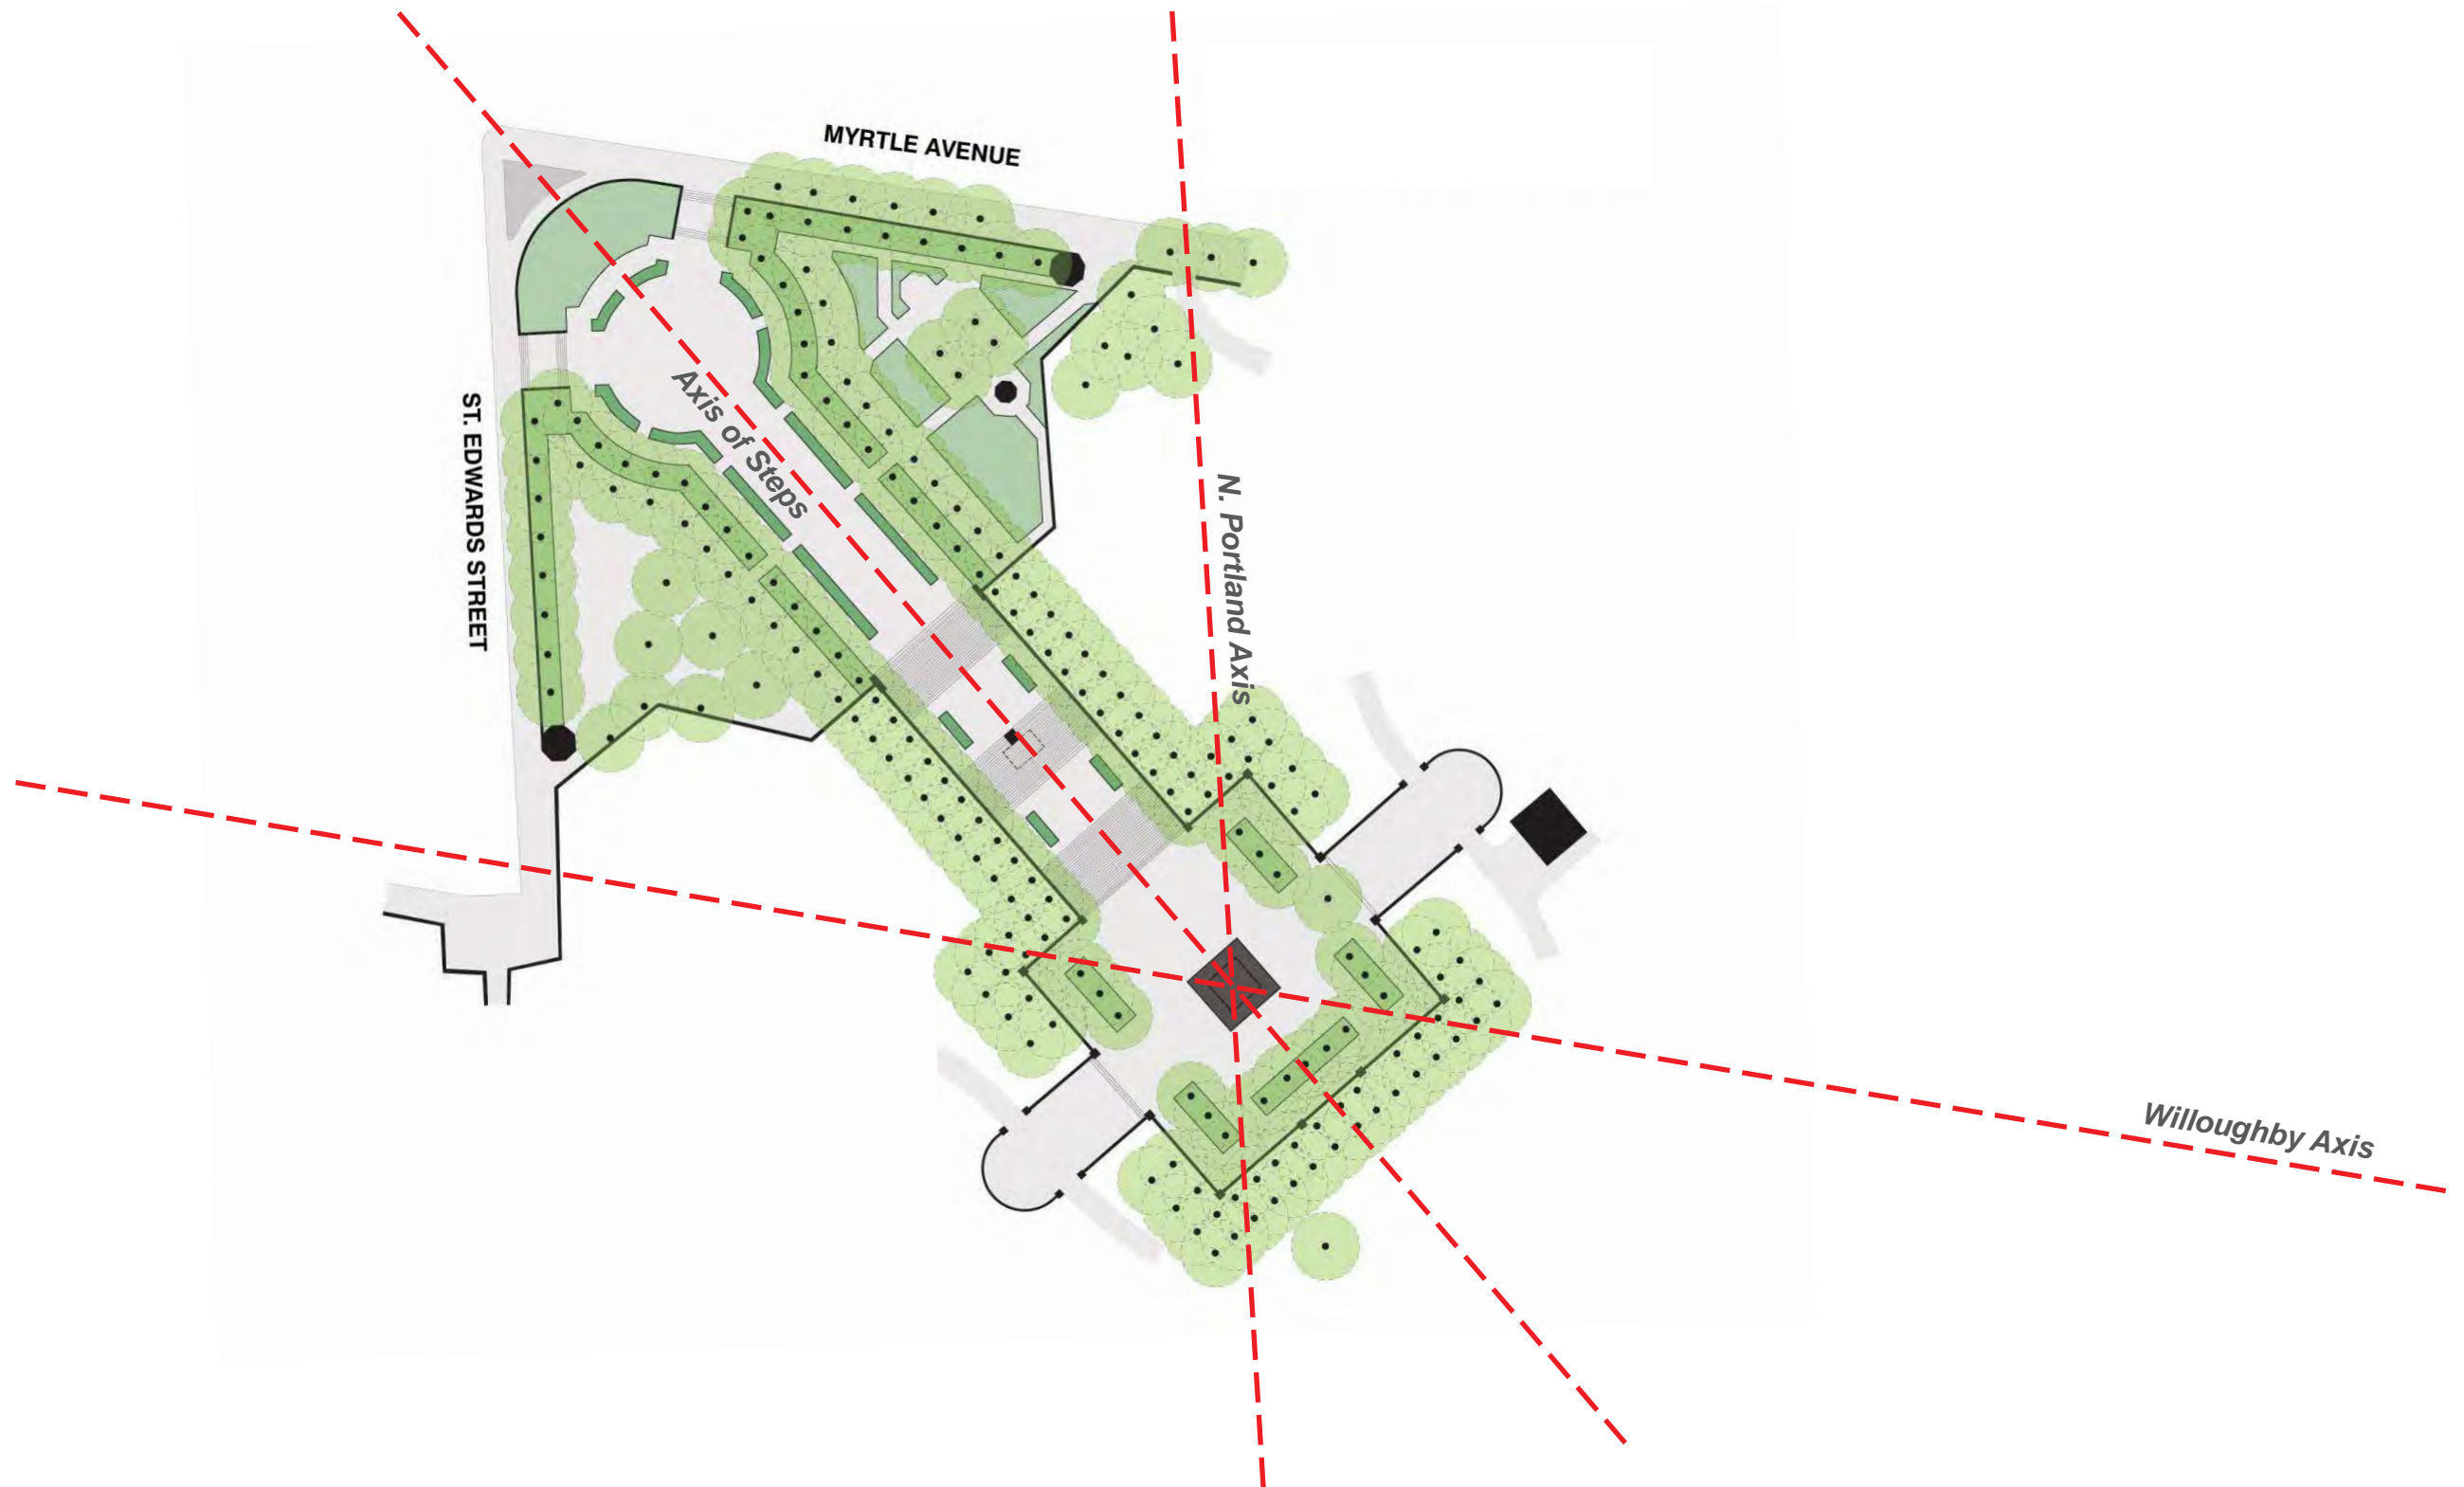 MYRTLE AVENUE
ST. EDWARDS STREET
Axis of Steps
N. Portland Axis
Willoughby Axis